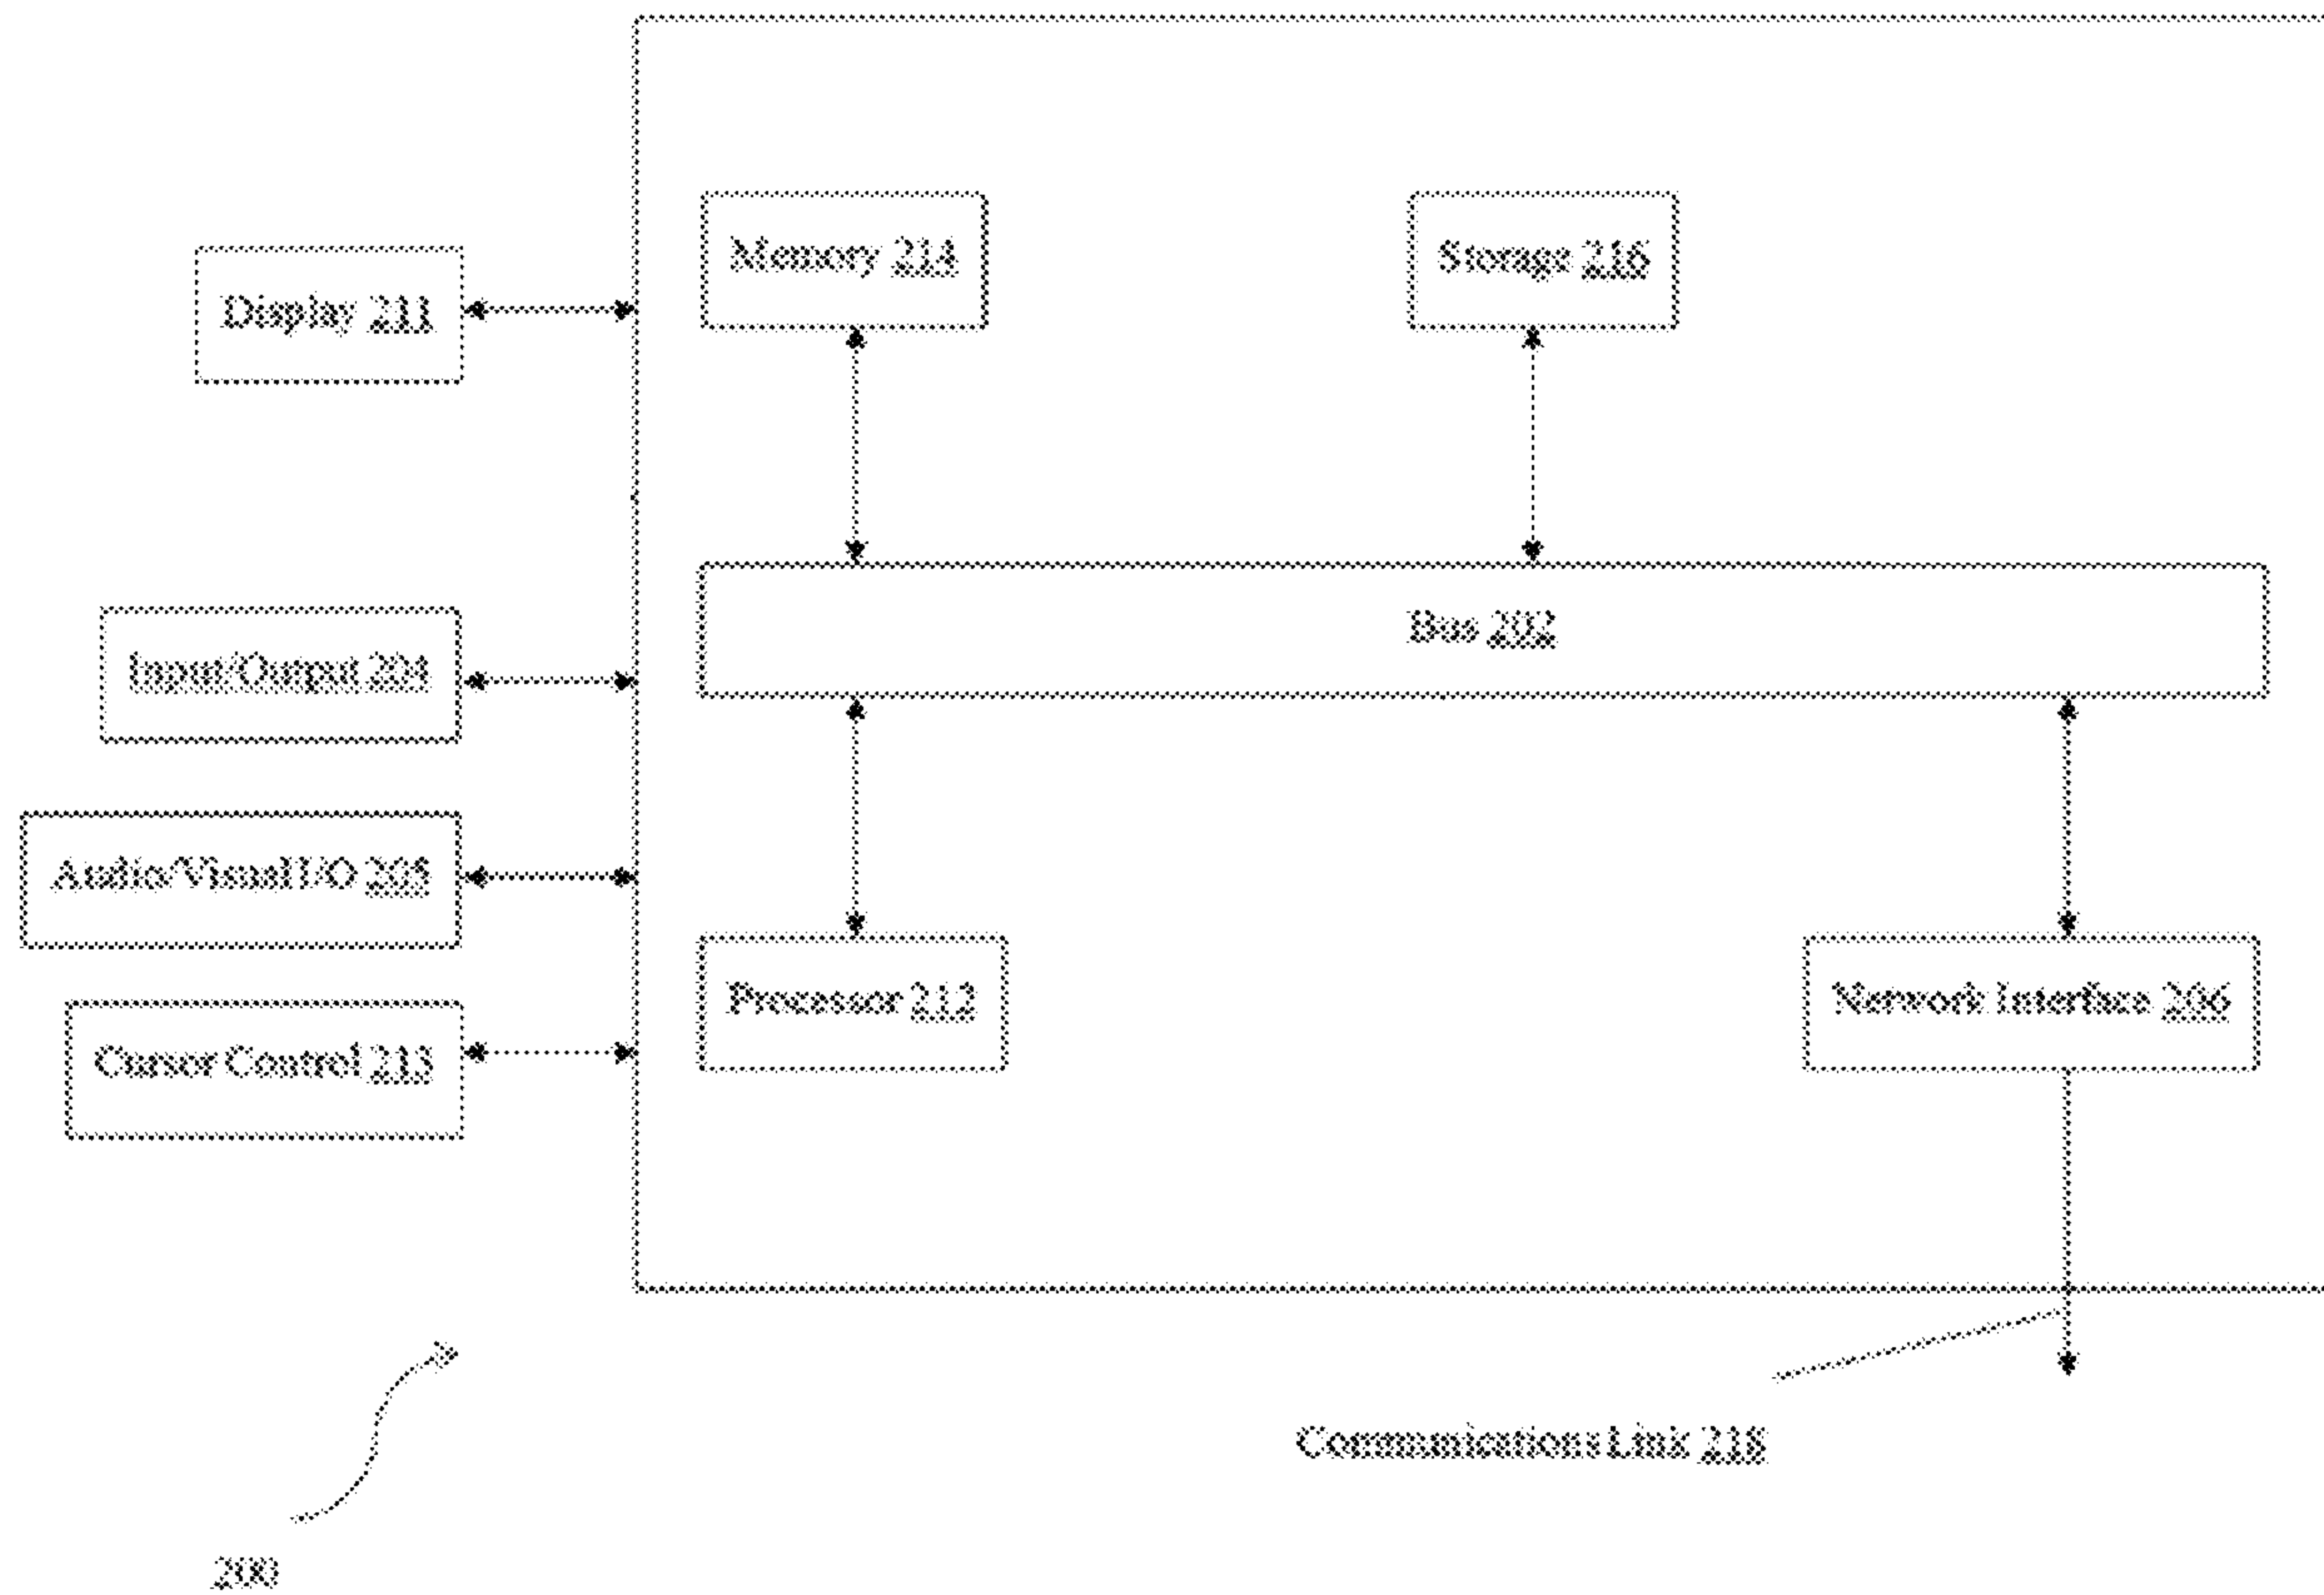 Memory 214
Storage 216
Display 211
Bus 202
Input/Output 204
Audio/Visual I/O 205
Processor 212
Network Interface 206
Cursor Control 213
Communications Link 218
200